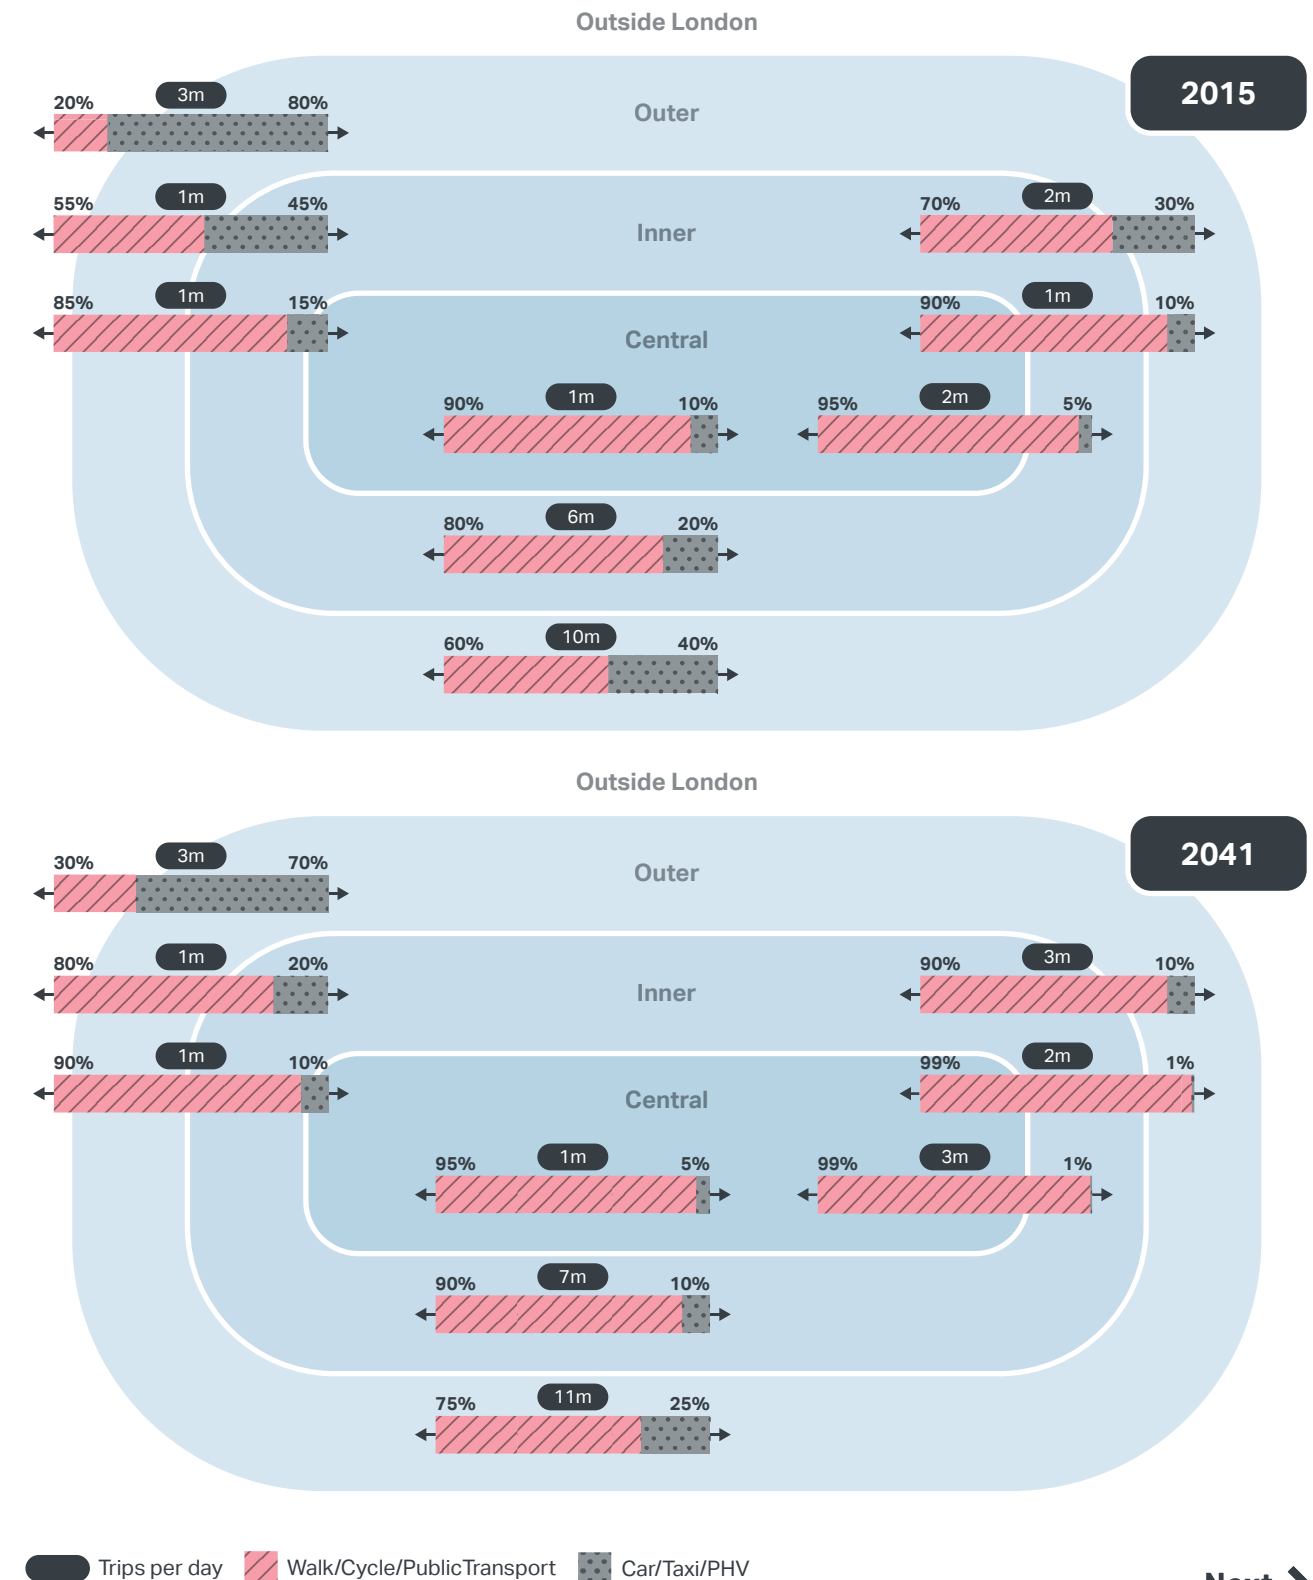 Outside London
2015
Outer
3m
20% 80%
Inner
1m
55% 45%
2m
70% 30%
1m
85% 15%
1m
90% 10%
Central
1m
90% 10%
2m
95% 5%
6m
80% 20%
10m
60% 40%
Outside London
2041
Outer
3m
30% 70%
Inner
1m
80% 20%
3m
90% 10%
1m
90% 10%
2m
99% 1%
Central
1m
95% 5%
3m
99% 1%
7m
90% 10%
11m
75% 25%
Trips per day Walk/Cycle/PublicTransport Car/Taxi/PHV
Next